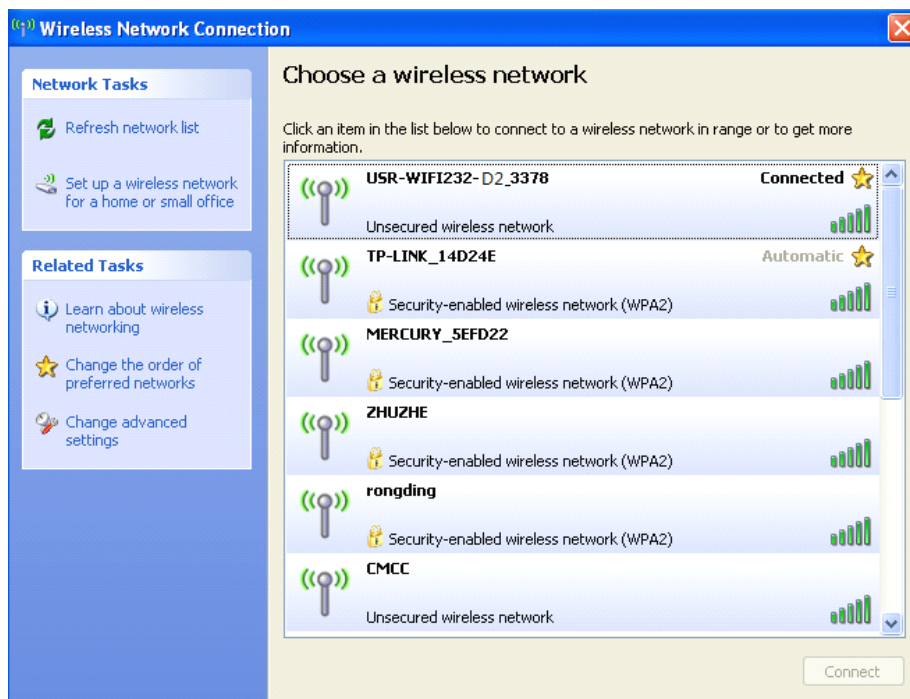 Wireless Network Connection
Network Tasks
Refresh network list
Set up a wireless network
for a home or small office
Related Tasks
Learn about wireless
networking
Change the order of
preferred networks
Change advanced
settings
Choose a wireless network
Click an item in the list below to connect to a wireless network in range or to get more
information.
USR-WIFI232-D2_3378 Connected
Unsecured wireless network
TP-LINK_14D24E Automatic
Security-enabled wireless network (WPA2)
MERCURY_5EFD22
Security-enabled wireless network (WPA2)
ZHUZHE
Security-enabled wireless network (WPA2)
rongding
Security-enabled wireless network (WPA2)
CMCC
Unsecured wireless network
Connect